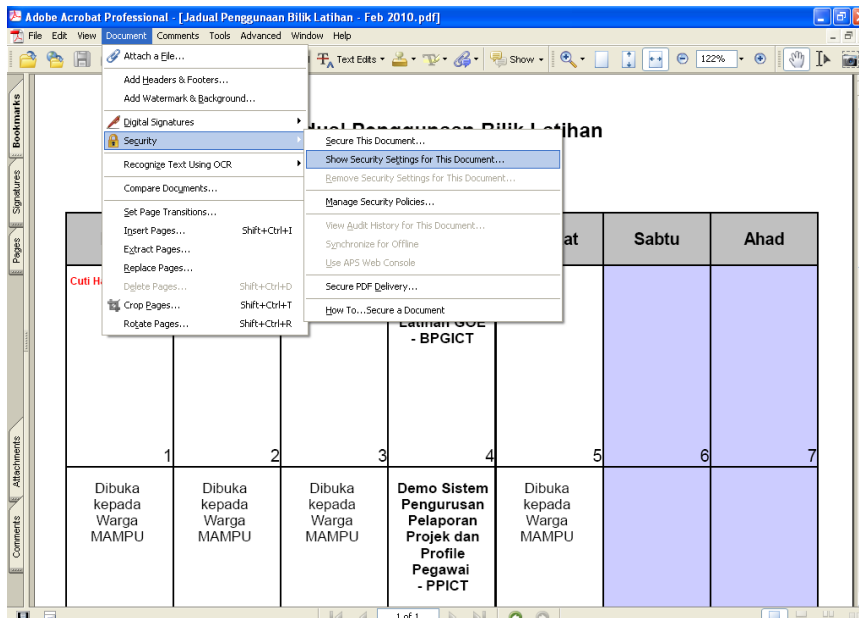 Adobe Acrobat Professional - [Jadual Penggunaan Bilik Latihan - Feb 2010.pdf]
File Edit View Document Comments Tools Advanced Window Help
Attach a File...
Add Headers & Footers...
Add Watermark & Background...
Digital Signatures
Security
Recognize Text Using OCR
Compare Documents...
Set Page Transitions...
Insert Pages... Shift+Ctrl+I
Extract Pages...
Replace Pages...
Delete Pages... Shift+Ctrl+D
Crop Pages... Shift+Ctrl+T
Rotate Pages... Shift+Ctrl+R
Text Edits
Show
122%
Secure This Document...
Show Security Settings for This Document...
Remove Security Settings for This Document...
Manage Security Policies...
View Audit History for This Document...
Synchronize for Offline
Use APS Web Console
Secure PDF Delivery...
How To...Secure a Document
Bookmarks
Signatures
Pages
Attachments
Comments
Bilik Latihan
at
Sabtu
Ahad
Cuti Ha
Latihan GOE
- BPGICT
1 2 3 4 5 6 7
Dibuka
kepada
Warga
MAMPU
Dibuka
kepada
Warga
MAMPU
Dibuka
kepada
Warga
MAMPU
Demo Sistem
Pengurusan
Pelaporan
Projek dan
Profile
Pegawai
- PPICT
Dibuka
kepada
Warga
MAMPU
1 of 1